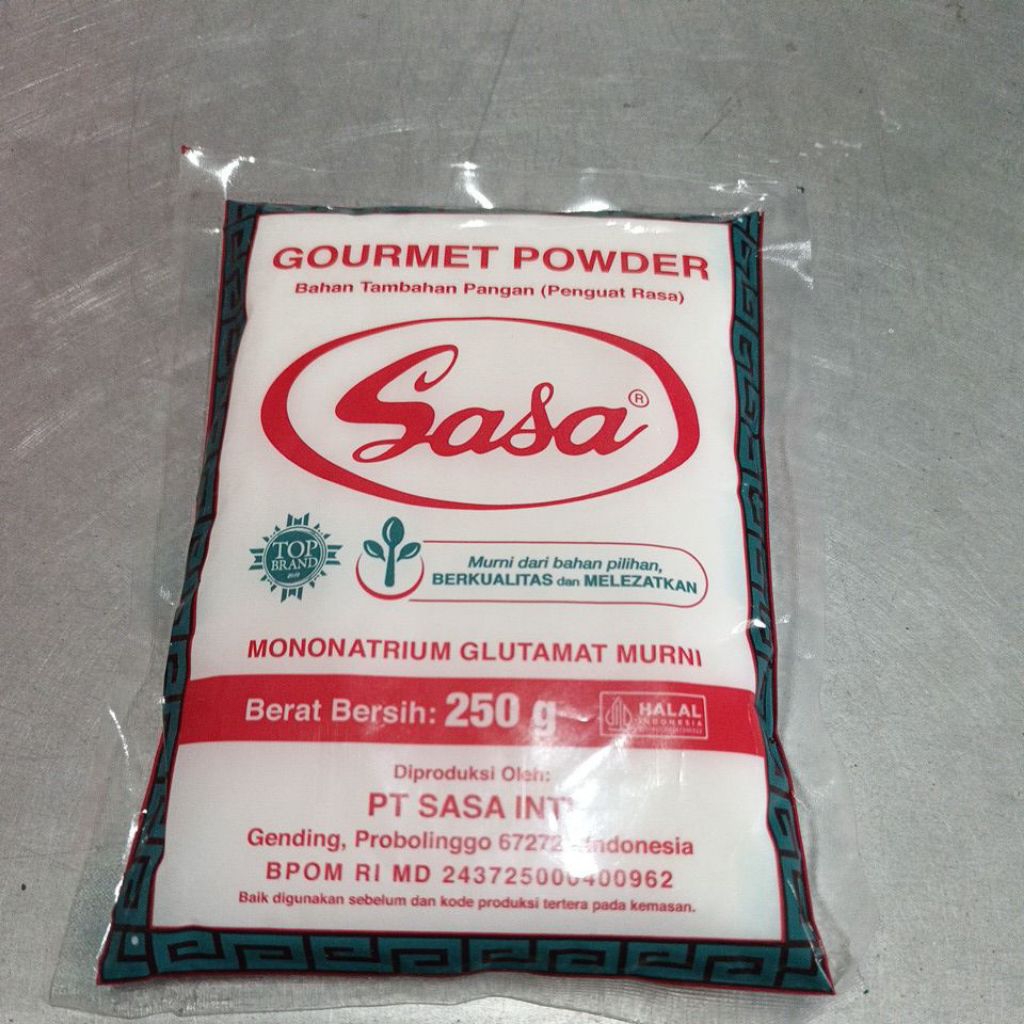 GOURMET POWDER
Bahan Tambahan Pangan (Penguat Rasa)
Sasa ®
TOP
BRAND
Murni dari bahan pilihan,
BERKUALITAS dan MELEZATKAN
MONONATRIUM GLUTAMAT MURNI
Berat Bersih: 250 g
HALAL
INDONESIA
Diproduksi Oleh:
PT SASA INTI
Gending, Probolinggo 67272 Indonesia
BPOM RI MD 243725000400962
Baik digunakan sebelum dan kode produksi tertera pada kemasan.